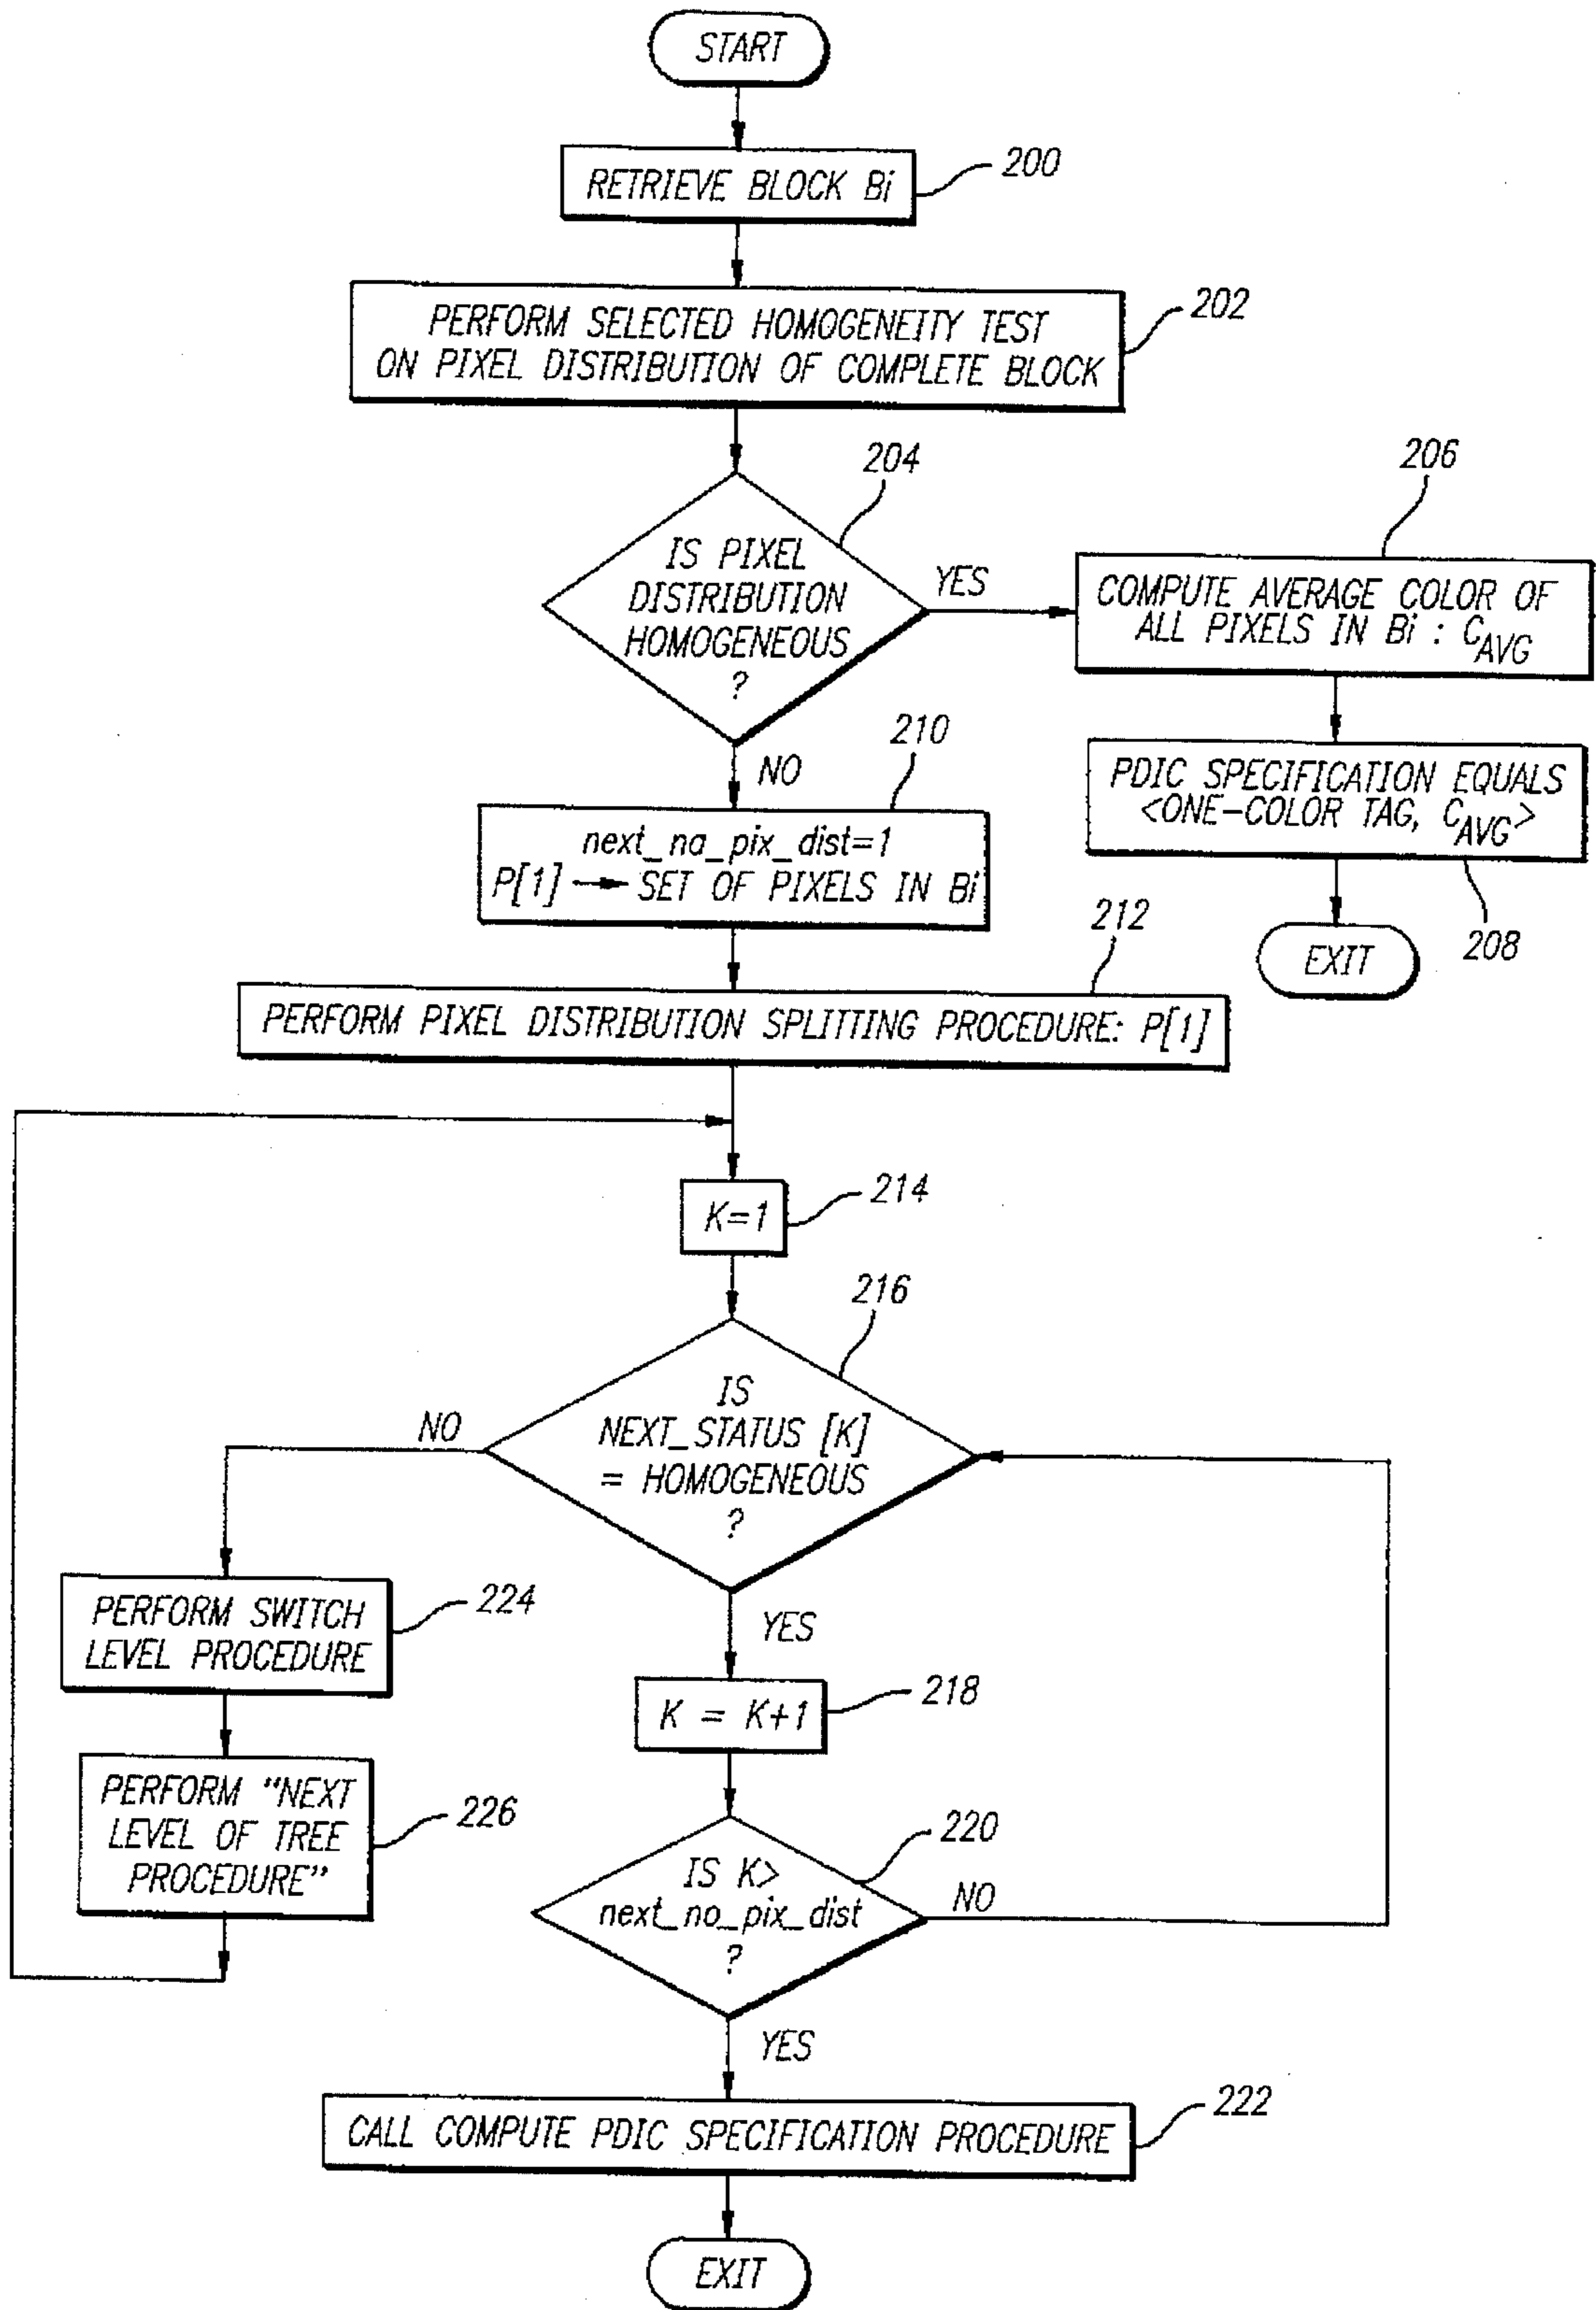 START
RETRIEVE BLOCK Bi
200
PERFORM SELECTED HOMOGENEITY TEST
ON PIXEL DISTRIBUTION OF COMPLETE BLOCK
202
204
IS PIXEL
DISTRIBUTION
HOMOGENEOUS
?
YES
206
COMPUTE AVERAGE COLOR OF
ALL PIXELS IN Bi : CAVG
NO
210
PDIC SPECIFICATION EQUALS
<ONE-COLOR TAG, CAVG>
208
EXIT
next_no_pix_dist=1
P[1] → SET OF PIXELS IN Bi
212
PERFORM PIXEL DISTRIBUTION SPLITTING PROCEDURE: P[1]
K=1
214
216
IS
NEXT_STATUS [K]
= HOMOGENEOUS
?
NO
PERFORM SWITCH
LEVEL PROCEDURE
224
YES
K = K+1
218
PERFORM "NEXT
LEVEL OF TREE
PROCEDURE"
226
220
IS K>
next_no_pix_dist
?
NO
YES
CALL COMPUTE PDIC SPECIFICATION PROCEDURE
222
EXIT